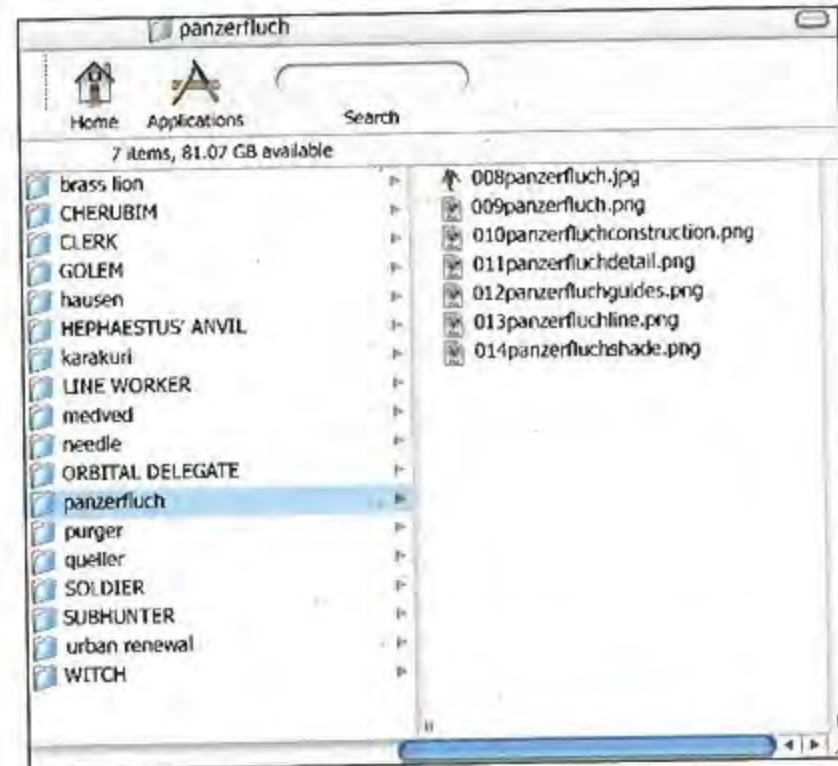 panzerfluch
Home Applications Search
7 items, 81.07 GB available
brass lion
CHERUBIM
CLERK
GOLEM
hausen
HEPHAESTUS' ANVIL
karakuri
LINE WORKER
medved
needle
ORBITAL DELEGATE
panzerfluch
purger
queller
SOLDIER
SUBHUNTER
urban renewal
WITCH
008panzerfluch.jpg
009panzerfluch.png
010panzerfluchconstruction.png
011panzerfluchdetail.png
012panzerfluchguides.png
013panzerfluchline.png
014panzerfluchshade.png